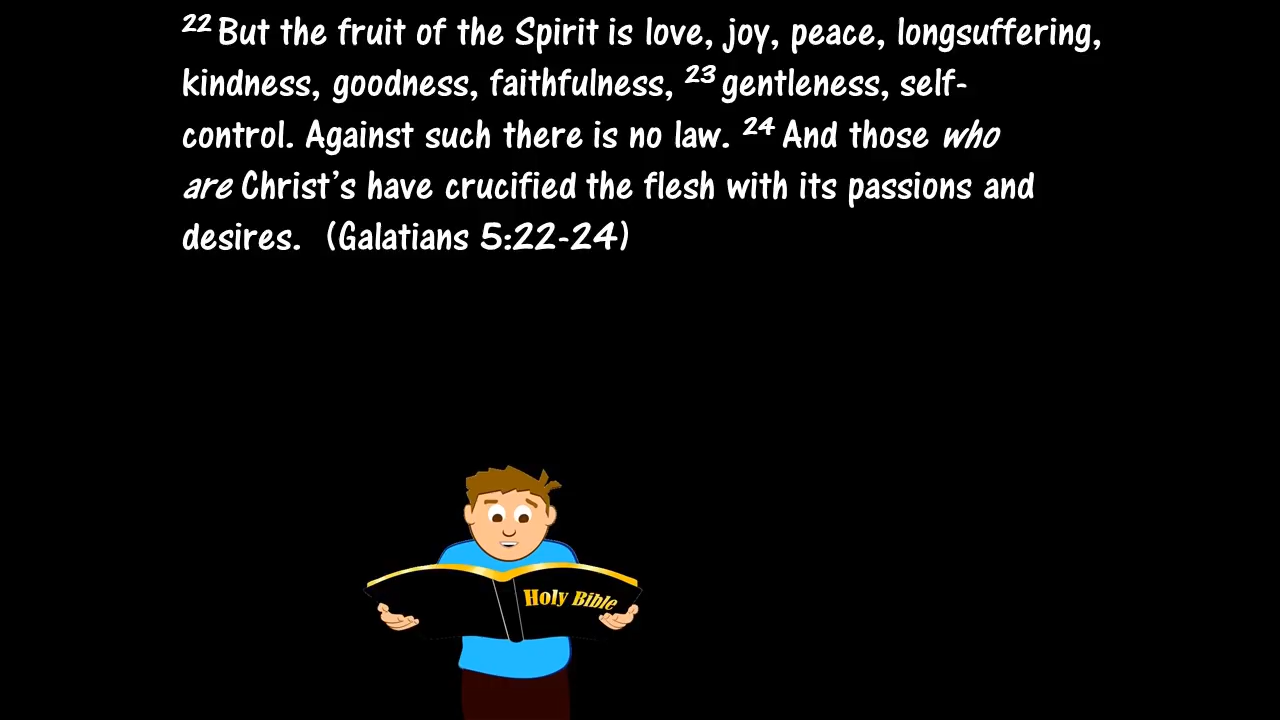 22 But the fruit of the Spirit is love, joy, peace, longsuffering,
kindness, goodness, faithfulness, 23 gentleness, self-
control. Against such there is no law. 24 And those who
are Christ’s have crucified the flesh with its passions and
desires. (Galatians 5:22-24)
Holy Bible